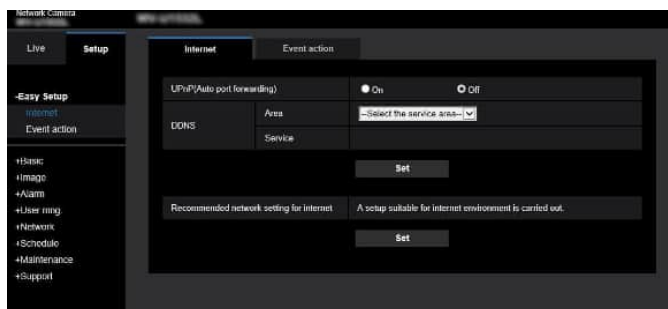 Network Camera
Live
Setup
-Easy Setup
Internet
Event action
+Basic
+Image
+Alarm
+User mng.
+Network
+Schedule
+Maintenance
+Support
Internet
Event action
UPnP(Auto port forwarding)
On
Off
DDNS
Area
--Select the service area--
Service
Set
Recommended network setting for internet
A setup suitable for internet environment is carried out.
Set